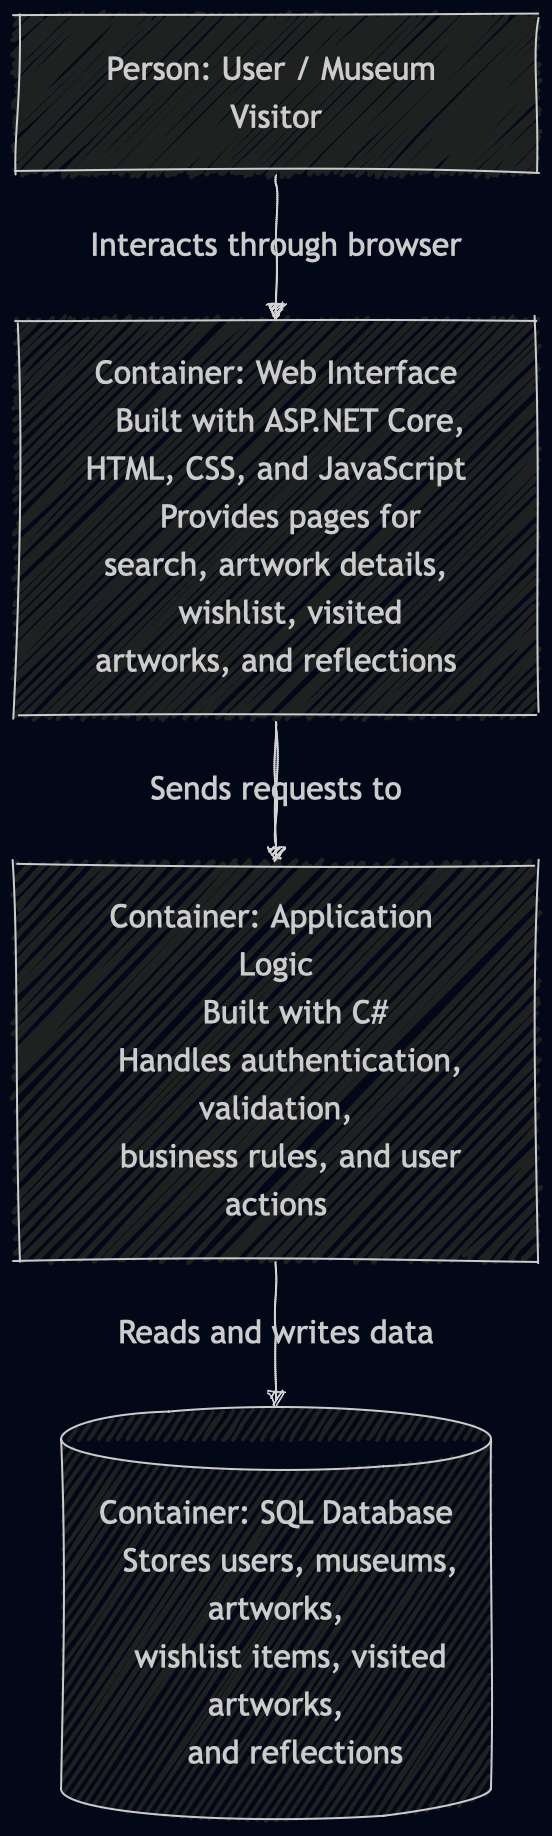 Person: User / Museum
Visitor
Interacts through browser
Container: Web Interface
Built with ASP.NET Core,
HTML, CSS, and JavaScript
Provides pages for
search, artwork details,
wishlist, visited
artworks, and reflections
Sends requests to
Container: Application
Logic
Built with C#
Handles authentication,
validation,
business rules, and user
actions
Reads and writes data
Container: SQL Database
Stores users, museums,
artworks,
wishlist items, visited
artworks,
and reflections